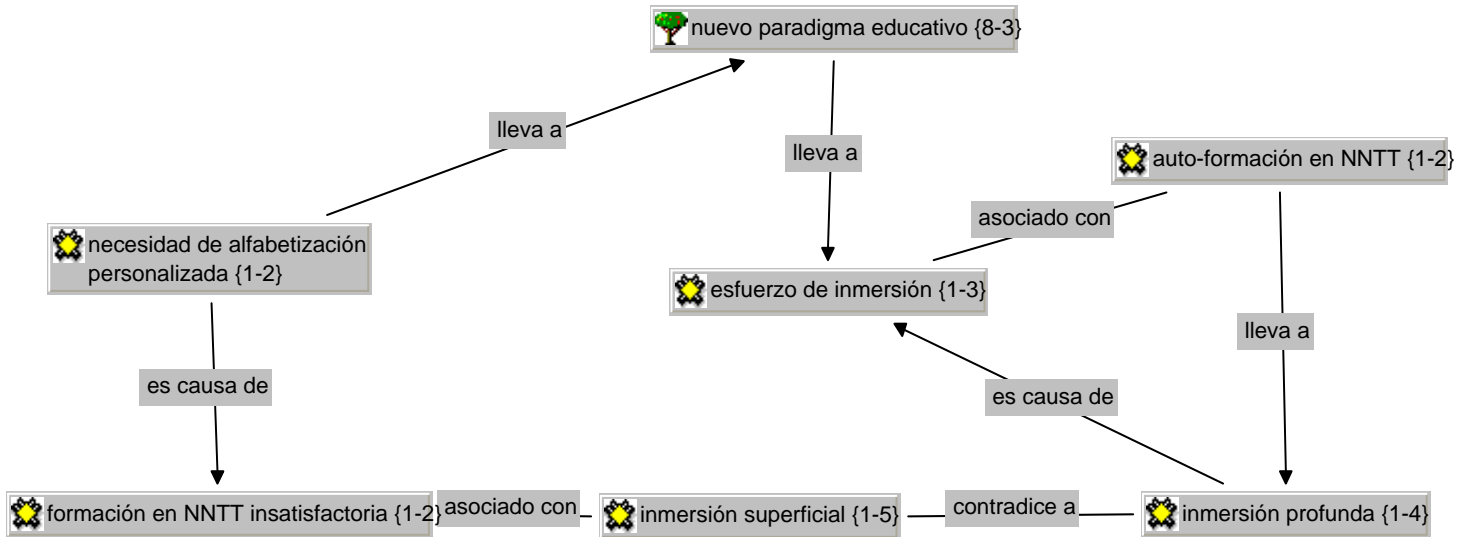 nuevo paradigma educativo {8-3}
lleva a
lleva a
auto-formación en NNTT {1-2}
asociado con
necesidad de alfabetización
personalizada {1-2}
esfuerzo de inmersión {1-3}
lleva a
es causa de
es causa de
formación en NNTT insatisfactoria {1-2}
asociado con
inmersión superficial {1-5}
contradice a
inmersión profunda {1-4}